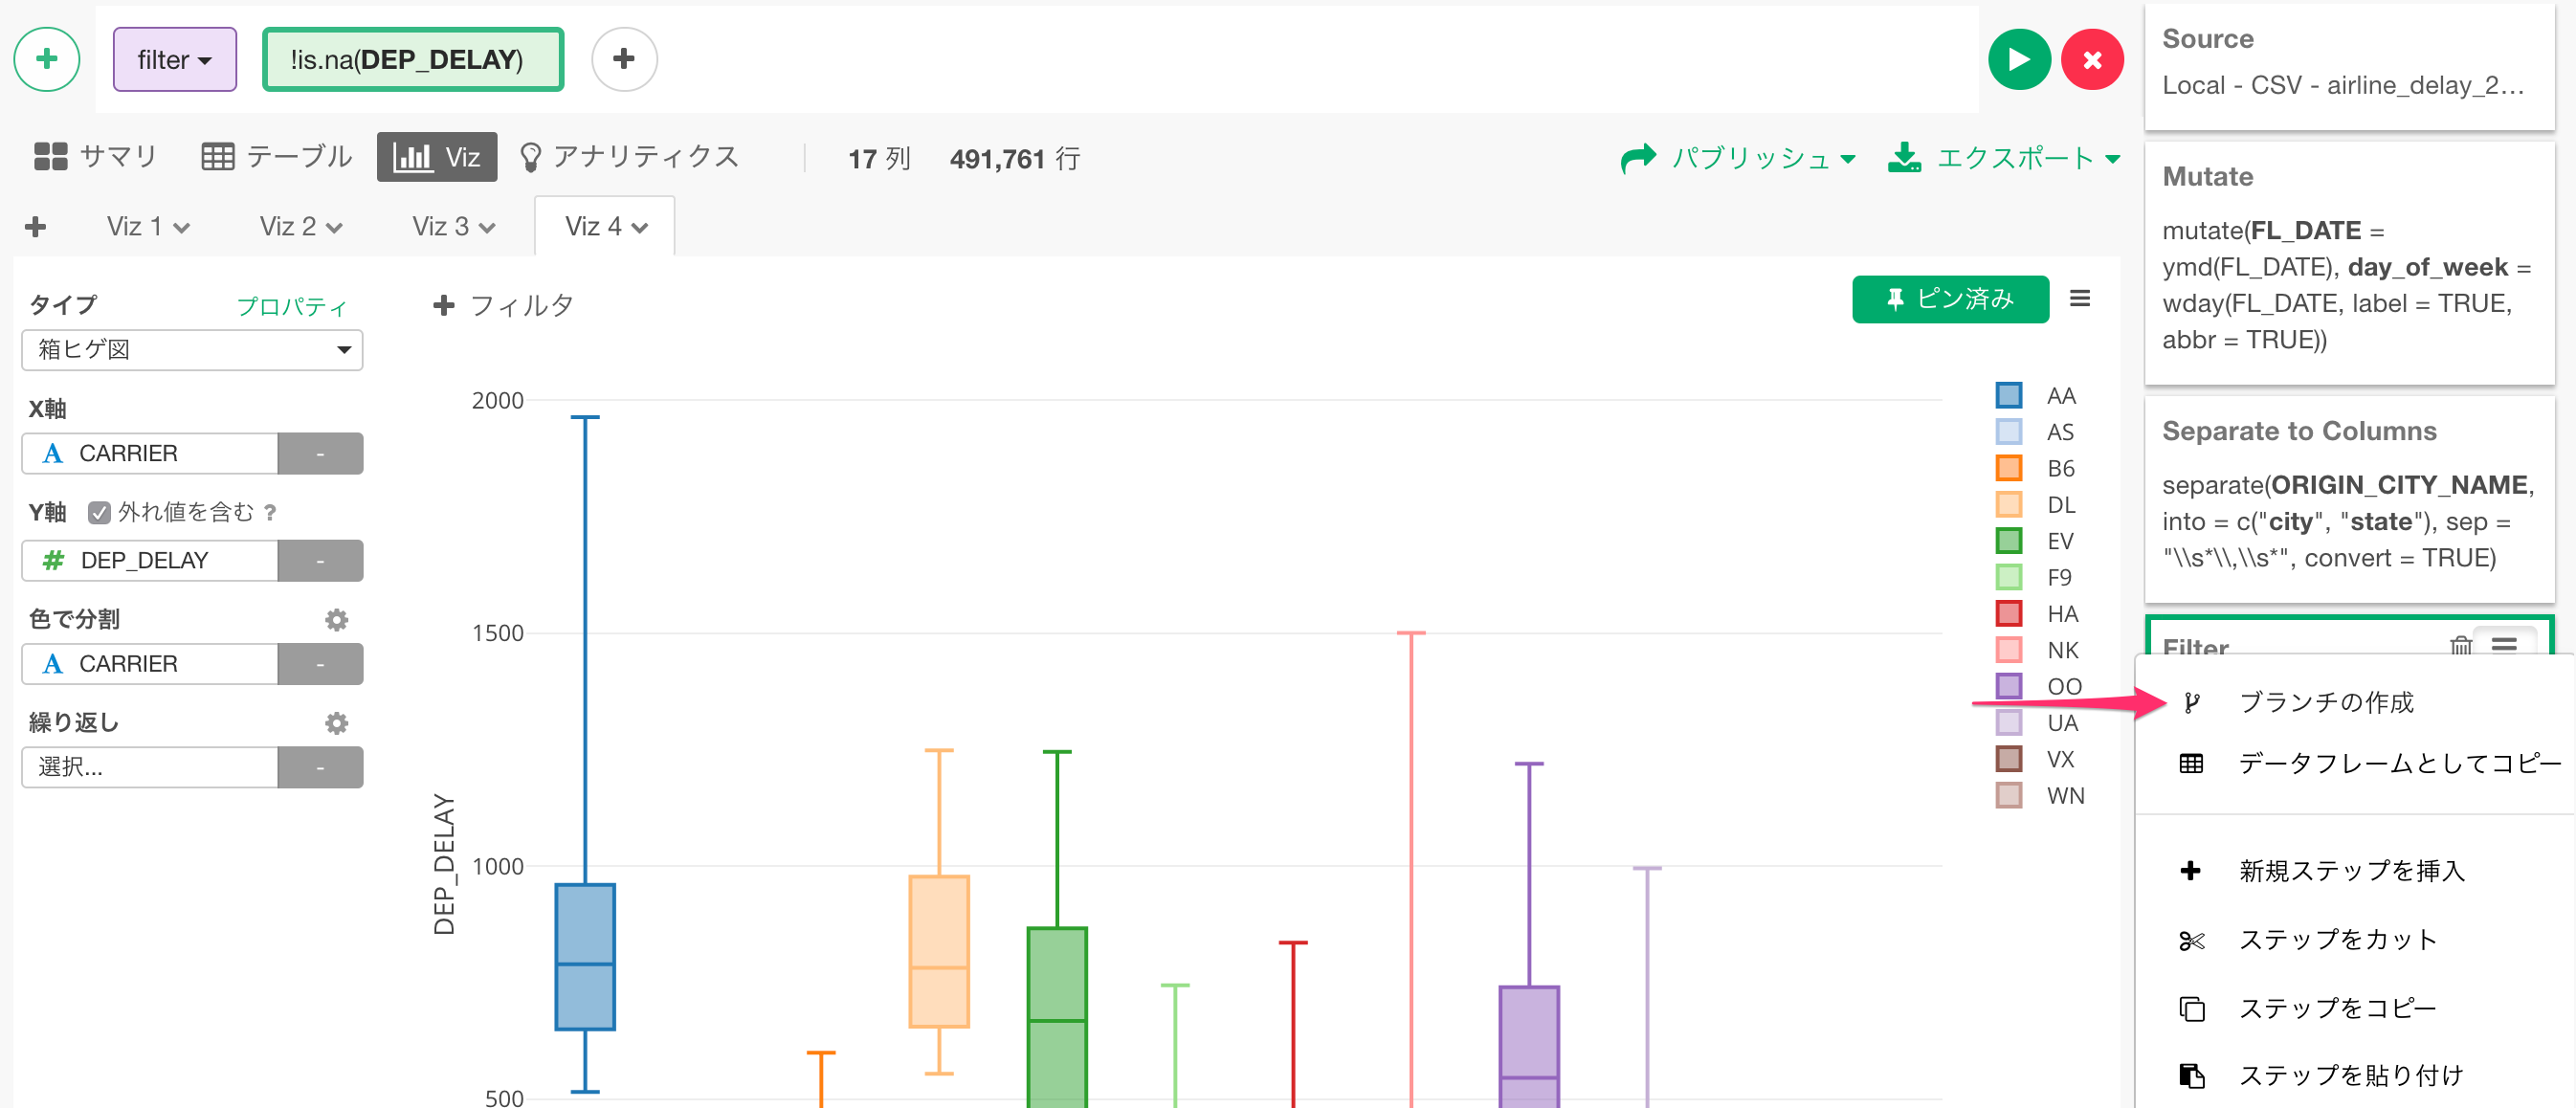 filter
!is.na(DEP_DELAY)
サマリ
テーブル
Viz
アナリティクス
17 列
491,761 行
パブリッシュ
エクスポート
Viz 1
Viz 2
Viz 3
Viz 4
タイプ
プロパティ
箱ヒゲ図
X軸
CARRIER
-
Y軸
外れ値を含む ?
# DEP_DELAY
-
色で分割
CARRIER
-
繰り返し
選択...
-
フィルタ
ピン済み
2000
1500
1000
500
DEP_DELAY
AA
AS
B6
DL
EV
F9
HA
NK
OO
UA
VX
WN
Source
Local - CSV - airline_delay_2...
Mutate
mutate(FL_DATE =
ymd(FL_DATE), day_of_week =
wday(FL_DATE, label = TRUE,
abbr = TRUE))
Separate to Columns
separate(ORIGIN_CITY_NAME,
into = c("city", "state"), sep =
"\\s*\\,\\s*", convert = TRUE)
Filter
ブランチの作成
データフレームとしてコピー
新規ステップを挿入
ステップをカット
ステップをコピー
ステップを貼り付け